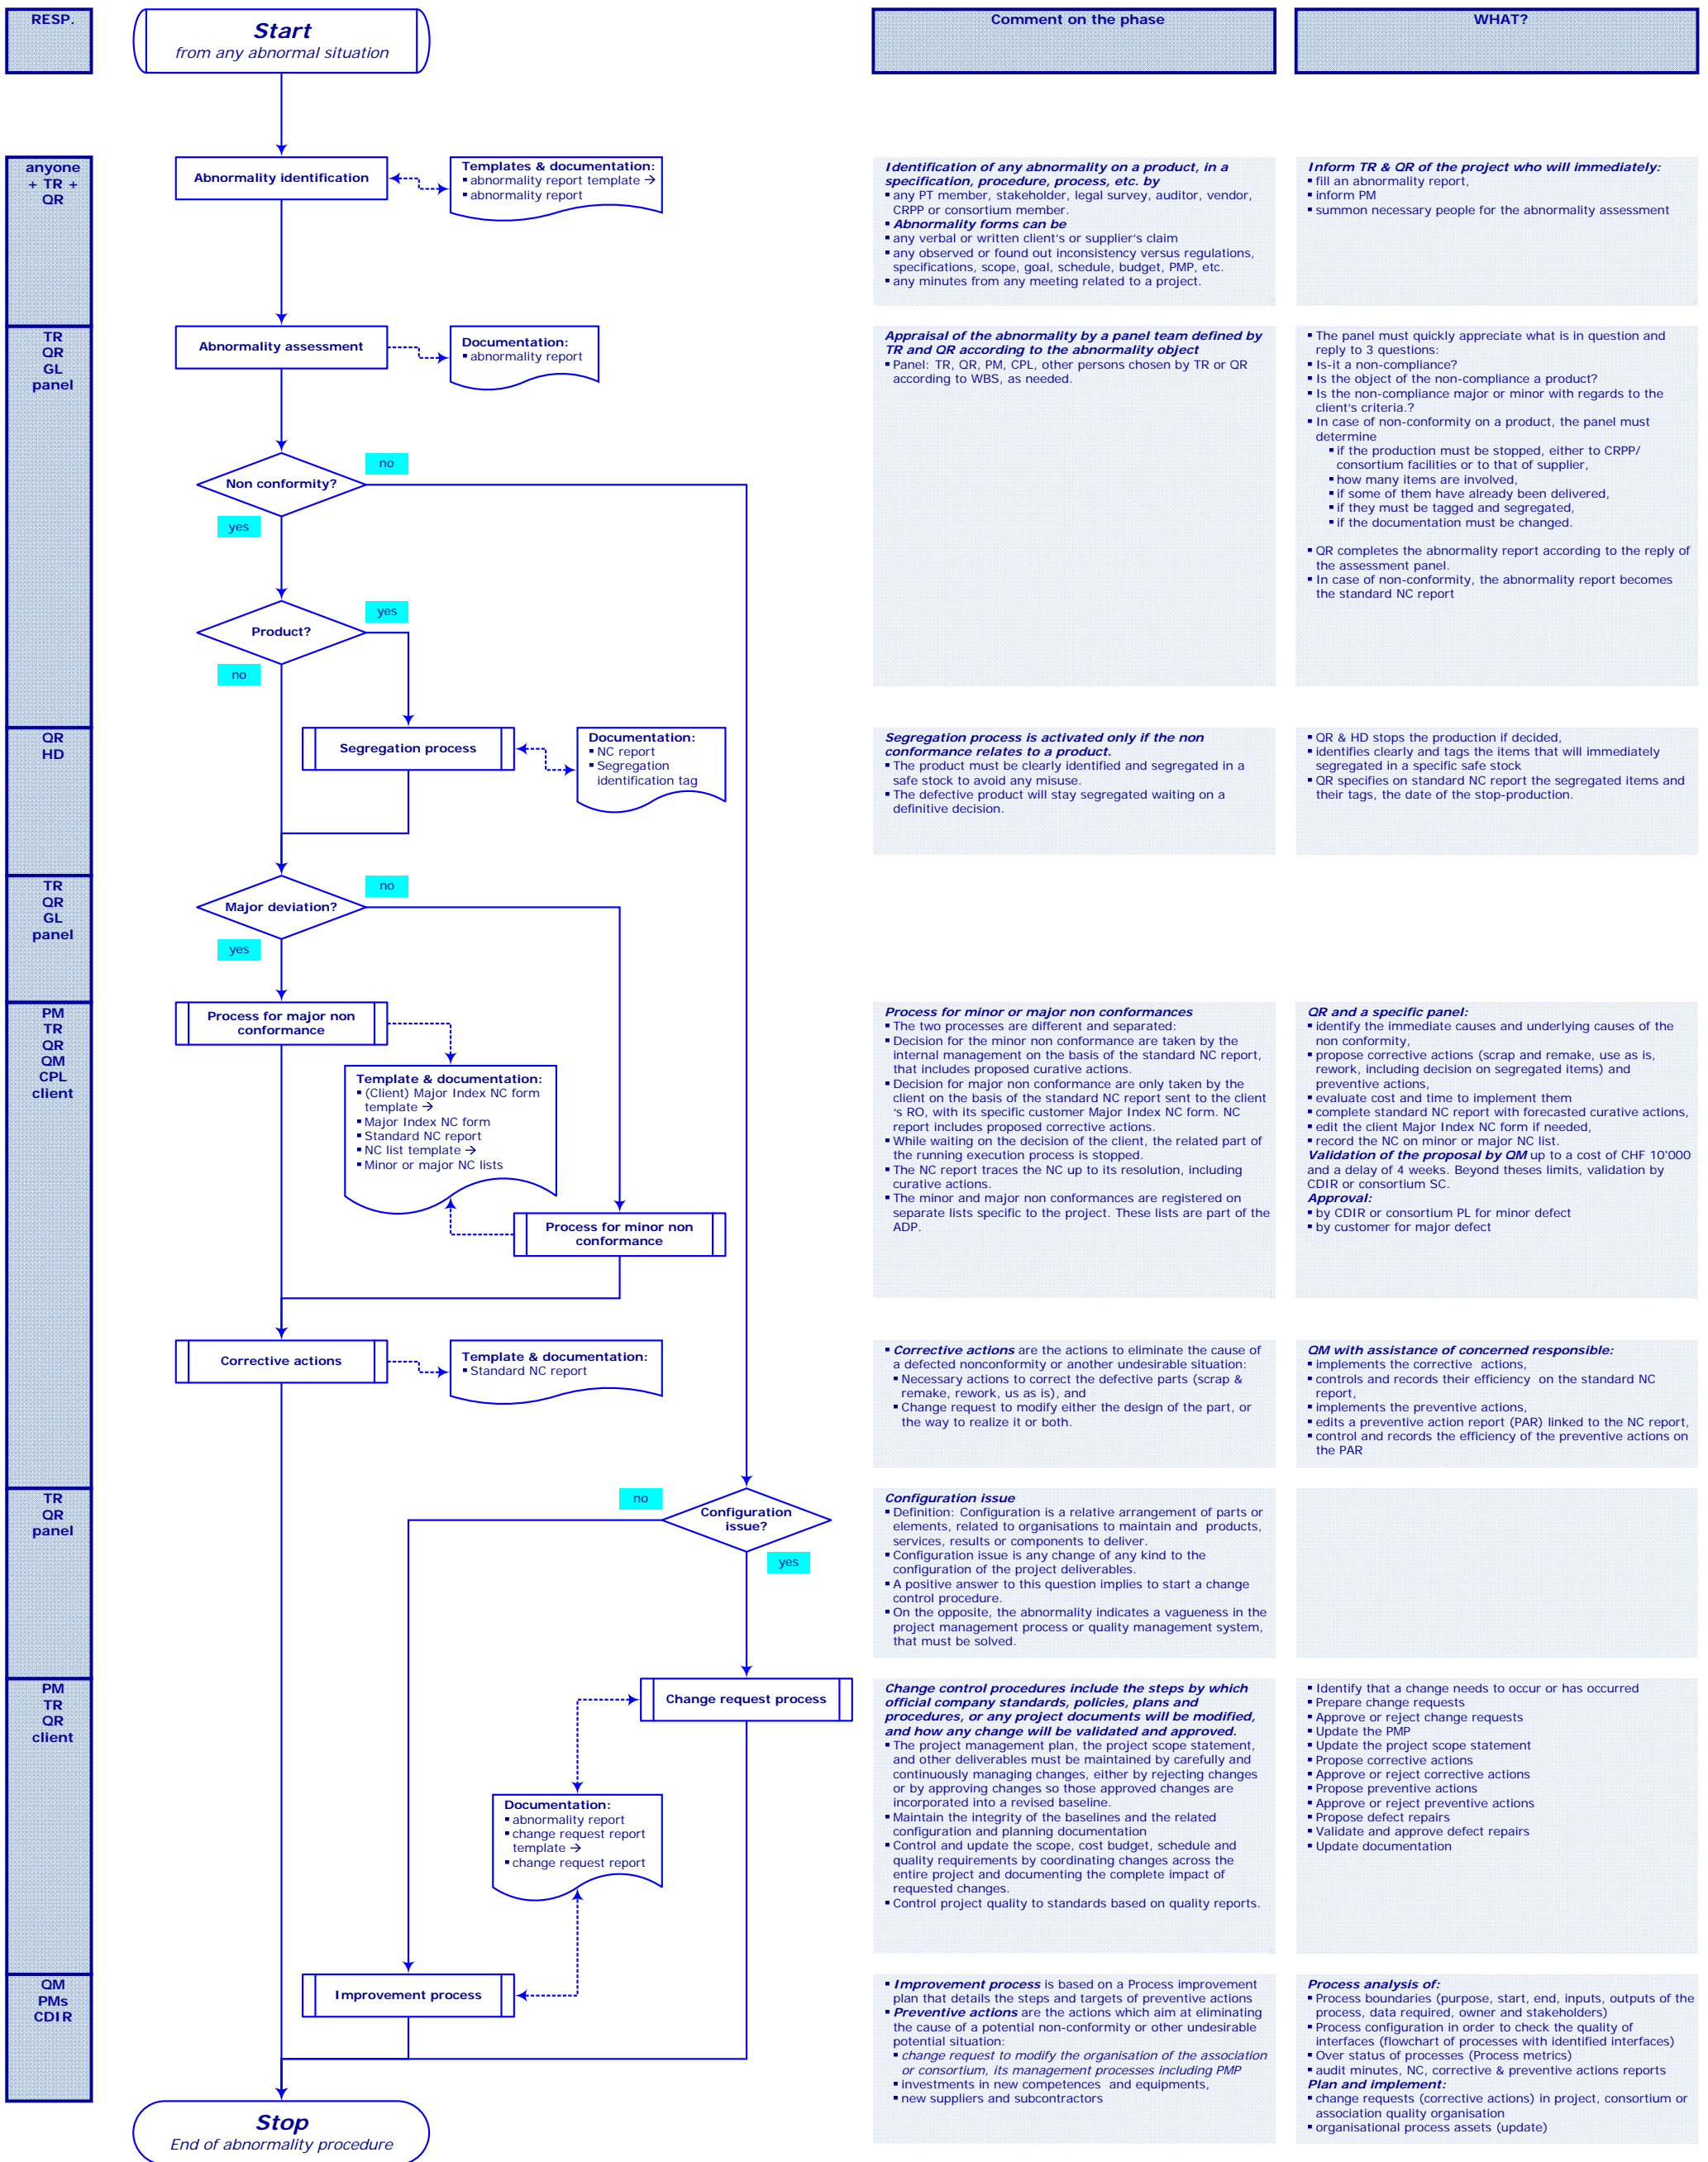 RESP.
Start
from any abnormal situation
Comment on the phase
WHAT?
anyone
+ TR +
QR
Abnormality identification
Templates & documentation:
▪ abnormality report template →
▪ abnormality report
Identification of any abnormality on a product, in a
specification, procedure, process, etc. by
▪ any PT member, stakeholder, legal survey, auditor, vendor,
CRPP or consortium member.
▪ Abnormality forms can be
▪ any verbal or written client's or supplier's claim
▪ any observed or found out inconsistency versus regulations,
specifications, scope, goal, schedule, budget, PMP, etc.
▪ any minutes from any meeting related to a project.
Inform TR & QR of the project who will immediately:
▪ fill an abnormality report,
▪ inform PM
▪ summon necessary people for the abnormality assessment
TR
QR
GL
panel
Abnormality assessment
Documentation:
▪ abnormality report
Appraisal of the abnormality by a panel team defined by
TR and QR according to the abnormality object
▪ Panel: TR, QR, PM, CPL, other persons chosen by TR or QR
according to WBS, as needed.
▪ The panel must quickly appreciate what is in question and
reply to 3 questions:
▪ Is-it a non-compliance?
▪ Is the object of the non-compliance a product?
▪ Is the non-compliance major or minor with regards to the
client's criteria.?
▪ In case of non-conformity on a product, the panel must
determine
▪ if the production must be stopped, either to CRPP/
consortium facilities or to that of supplier,
▪ how many items are involved,
▪ if some of them have already been delivered,
▪ if they must be tagged and segregated,
▪ if the documentation must be changed.
▪ QR completes the abnormality report according to the reply of
the assessment panel.
▪ In case of non-conformity, the abnormality report becomes
the standard NC report
Non conformity?
no
yes
Product?
yes
no
QR
HD
Segregation process
Documentation:
▪ NC report
▪ Segregation
identification tag
Segregation process is activated only if the non
conformance relates to a product.
▪ The product must be clearly identified and segregated in a
safe stock to avoid any misuse.
▪ The defective product will stay segregated waiting on a
definitive decision.
▪ QR & HD stops the production if decided,
▪ identifies clearly and tags the items that will immediately
segregated in a specific safe stock
▪ QR specifies on standard NC report the segregated items and
their tags, the date of the stop-production.
TR
QR
GL
panel
Major deviation?
no
yes
PM
TR
QR
QM
CPL
client
Process for major non
conformance
Template & documentation:
▪ (Client) Major Index NC form
template →
▪ Major Index NC form
▪ Standard NC report
▪ NC list template →
▪ Minor or major NC lists
Process for minor non
conformance
Process for minor or major non conformances
▪ The two processes are different and separated:
▪ Decision for the minor non conformance are taken by the
internal management on the basis of the standard NC report,
that includes proposed curative actions.
▪ Decision for major non conformance are only taken by the
client on the basis of the standard NC report sent to the client
's RO, with its specific customer Major Index NC form. NC
report includes proposed corrective actions.
▪ While waiting on the decision of the client, the related part of
the running execution process is stopped.
▪ The NC report traces the NC up to its resolution, including
curative actions.
▪ The minor and major non conformances are registered on
separate lists specific to the project. These lists are part of the
ADP.
QR and a specific panel:
▪ identify the immediate causes and underlying causes of the
non conformity,
▪ propose corrective actions (scrap and remake, use as is,
rework, including decision on segregated items) and
preventive actions,
▪ evaluate cost and time to implement them
▪ complete standard NC report with forecasted curative actions,
▪ edit the client Major Index NC form if needed,
▪ record the NC on minor or major NC list.
Validation of the proposal by QM up to a cost of CHF 10'000
and a delay of 4 weeks. Beyond theses limits, validation by
CDIR or consortium SC.
Approval:
▪ by CDIR or consortium PL for minor defect
▪ by customer for major defect
Corrective actions
Template & documentation:
▪ Standard NC report
▪ Corrective actions are the actions to eliminate the cause of
a defected nonconformity or another undesirable situation:
▪ Necessary actions to correct the defective parts (scrap &
remake, rework, us as is), and
▪ Change request to modify either the design of the part, or
the way to realize it or both.
QM with assistance of concerned responsible:
▪ implements the corrective  actions,
▪ controls and records their efficiency  on the standard NC
report,
▪ implements the preventive actions,
▪ edits a preventive action report (PAR) linked to the NC report,
▪ control and records the efficiency of the preventive actions on
the PAR
TR
QR
panel
no
Configuration
issue?
yes
Configuration issue
▪ Definition: Configuration is a relative arrangement of parts or
elements, related to organisations to maintain and  products,
services, results or components to deliver.
▪ Configuration issue is any change of any kind to the
configuration of the project deliverables.
▪ A positive answer to this question implies to start a change
control procedure.
▪ On the opposite, the abnormality indicates a vagueness in the
project management process or quality management system,
that must be solved.
PM
TR
QR
client
Change request process
Documentation:
▪ abnormality report
▪ change request report
template →
▪ change request report
Change control procedures include the steps by which
official company standards, policies, plans and
procedures, or any project documents will be modified,
and how any change will be validated and approved.
▪ The project management plan, the project scope statement,
and other deliverables must be maintained by carefully and
continuously managing changes, either by rejecting changes
or by approving changes so those approved changes are
incorporated into a revised baseline.
▪ Maintain the integrity of the baselines and the related
configuration and planning documentation
▪ Control and update the scope, cost budget, schedule and
quality requirements by coordinating changes across the
entire project and documenting the complete impact of
requested changes.
▪ Control project quality to standards based on quality reports.
▪ Identify that a change needs to occur or has occurred
▪ Prepare change requests
▪ Approve or reject change requests
▪ Update the PMP
▪ Update the project scope statement
▪ Propose corrective actions
▪ Approve or reject corrective actions
▪ Propose preventive actions
▪ Approve or reject preventive actions
▪ Propose defect repairs
▪ Validate and approve defect repairs
▪ Update documentation
QM
PMs
CDIR
Improvement process
▪ Improvement process is based on a Process improvement
plan that details the steps and targets of preventive actions
▪ Preventive actions are the actions which aim at eliminating
the cause of a potential non-conformity or other undesirable
potential situation:
▪ change request to modify the organisation of the association
or consortium, its management processes including PMP
▪ investments in new competences  and equipments,
▪ new suppliers and subcontractors
Process analysis of:
▪ Process boundaries (purpose, start, end, inputs, outputs of the
process, data required, owner and stakeholders)
▪ Process configuration in order to check the quality of
interfaces (flowchart of processes with identified interfaces)
▪ Over status of processes (Process metrics)
▪ audit minutes, NC, corrective & preventive actions reports
Plan and implement:
▪ change requests (corrective actions) in project, consortium or
association quality organisation
▪ organisational process assets (update)
Stop
End of abnormality procedure